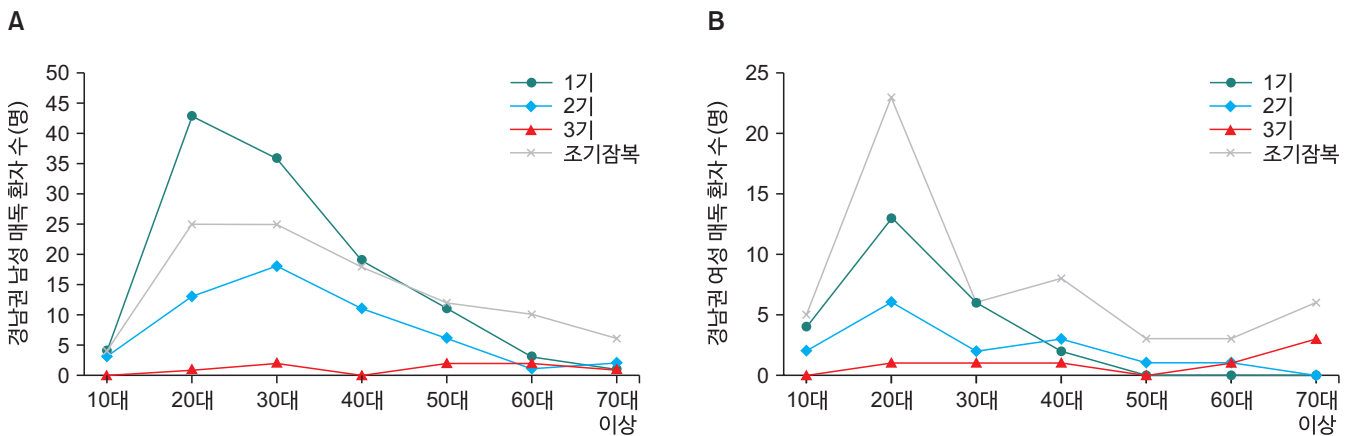 A
경남권 남성 매독 환자 수(명)
50
45
40
35
30
25
20
15
10
5
0
1기
2기
3기
조기잠복
10대 20대 30대 40대 50대 60대 70대
이상
B
경남권 여성 매독 환자 수(명)
25
20
15
10
5
0
1기
2기
3기
조기잠복
10대 20대 30대 40대 50대 60대 70대
이상